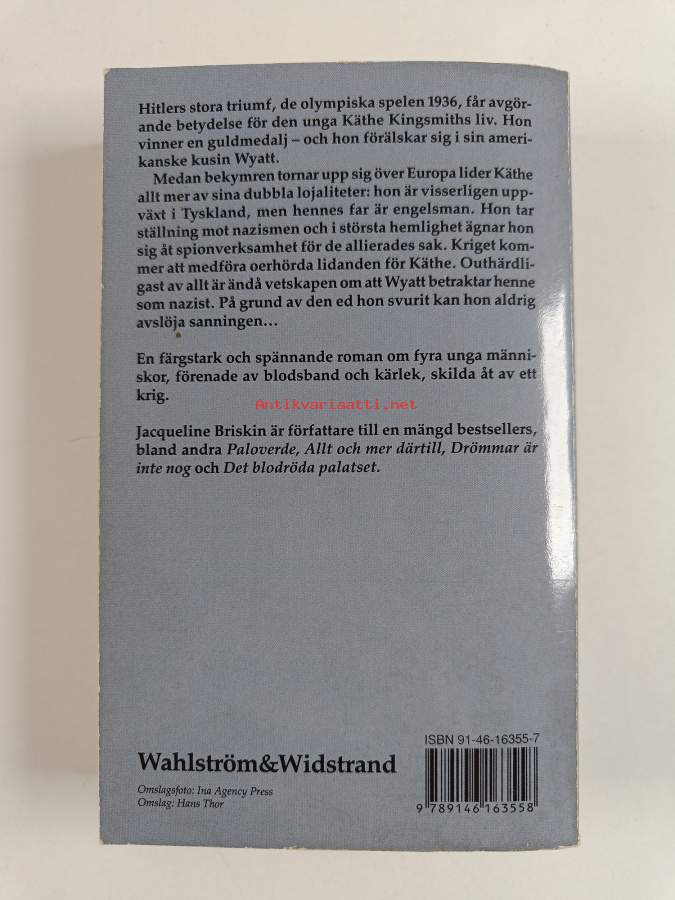 Hitlers stora triumf, de olympiska spelen 1936, får avgör-
ande betydelse för den unga Käthe Kingsmiths liv. Hon
vinner en guldmedalj – och hon förälskar sig i sin ameri-
kanske kusin Wyatt.
Medan bekymren tornar upp sig över Europa lider Käthe
allt mer av sina dubbla lojaliteter: hon är visserligen upp-
växt i Tyskland, men hennes far är engelsman. Hon tar
ställning mot nazismen och i största hemlighet ägnar hon
sig åt spionverksamhet för de allierades sak. Kriget kom-
mer att medföra oerhörda lidanden för Käthe. Outhärdli-
gast av allt är ändå vetskapen om att Wyatt betraktar henne
som nazist. På grund av den ed hon svurit kan hon aldrig
avslöja sanningen…
En färgstark och spännande roman om fyra unga männi-
skor, förenade av blodsband och kärlek, skilda åt av ett
krig.
Antikvariaatti.net
Jacqueline Briskin är författare till en mängd bestsellers,
bland andra Paloverde, Allt och mer därtill, Drömmar är
inte nog och Det blodröda palatset.
ISBN 91-46-16355-7
Wahlström&Widstrand
Omslagsfoto: Ina Agency Press
Omslag: Hans Thor
9 789146 163558